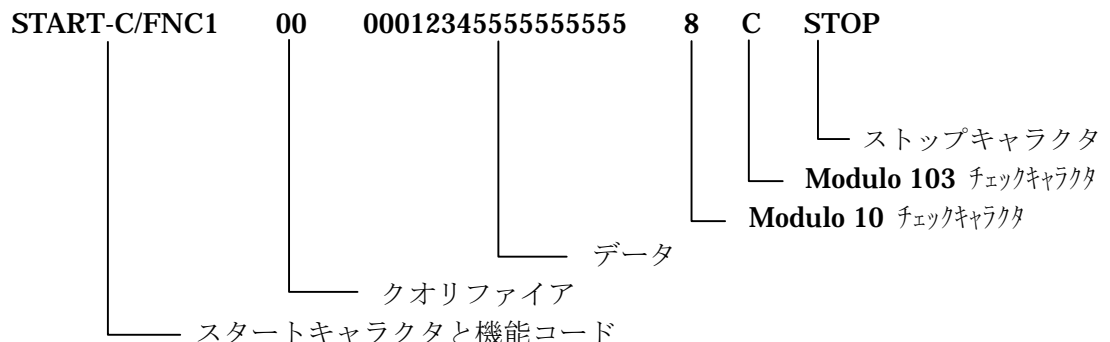 START-C/FNC1 00 00012345555555555 8 C STOP
ストップキャラクタ
Modulo 103 ﾁｪｯｸｷｬﾗｸﾀ
Modulo 10 ﾁｪｯｸｷｬﾗｸﾀ
データ
クオリファイア
スタートキャラクタと機能コード